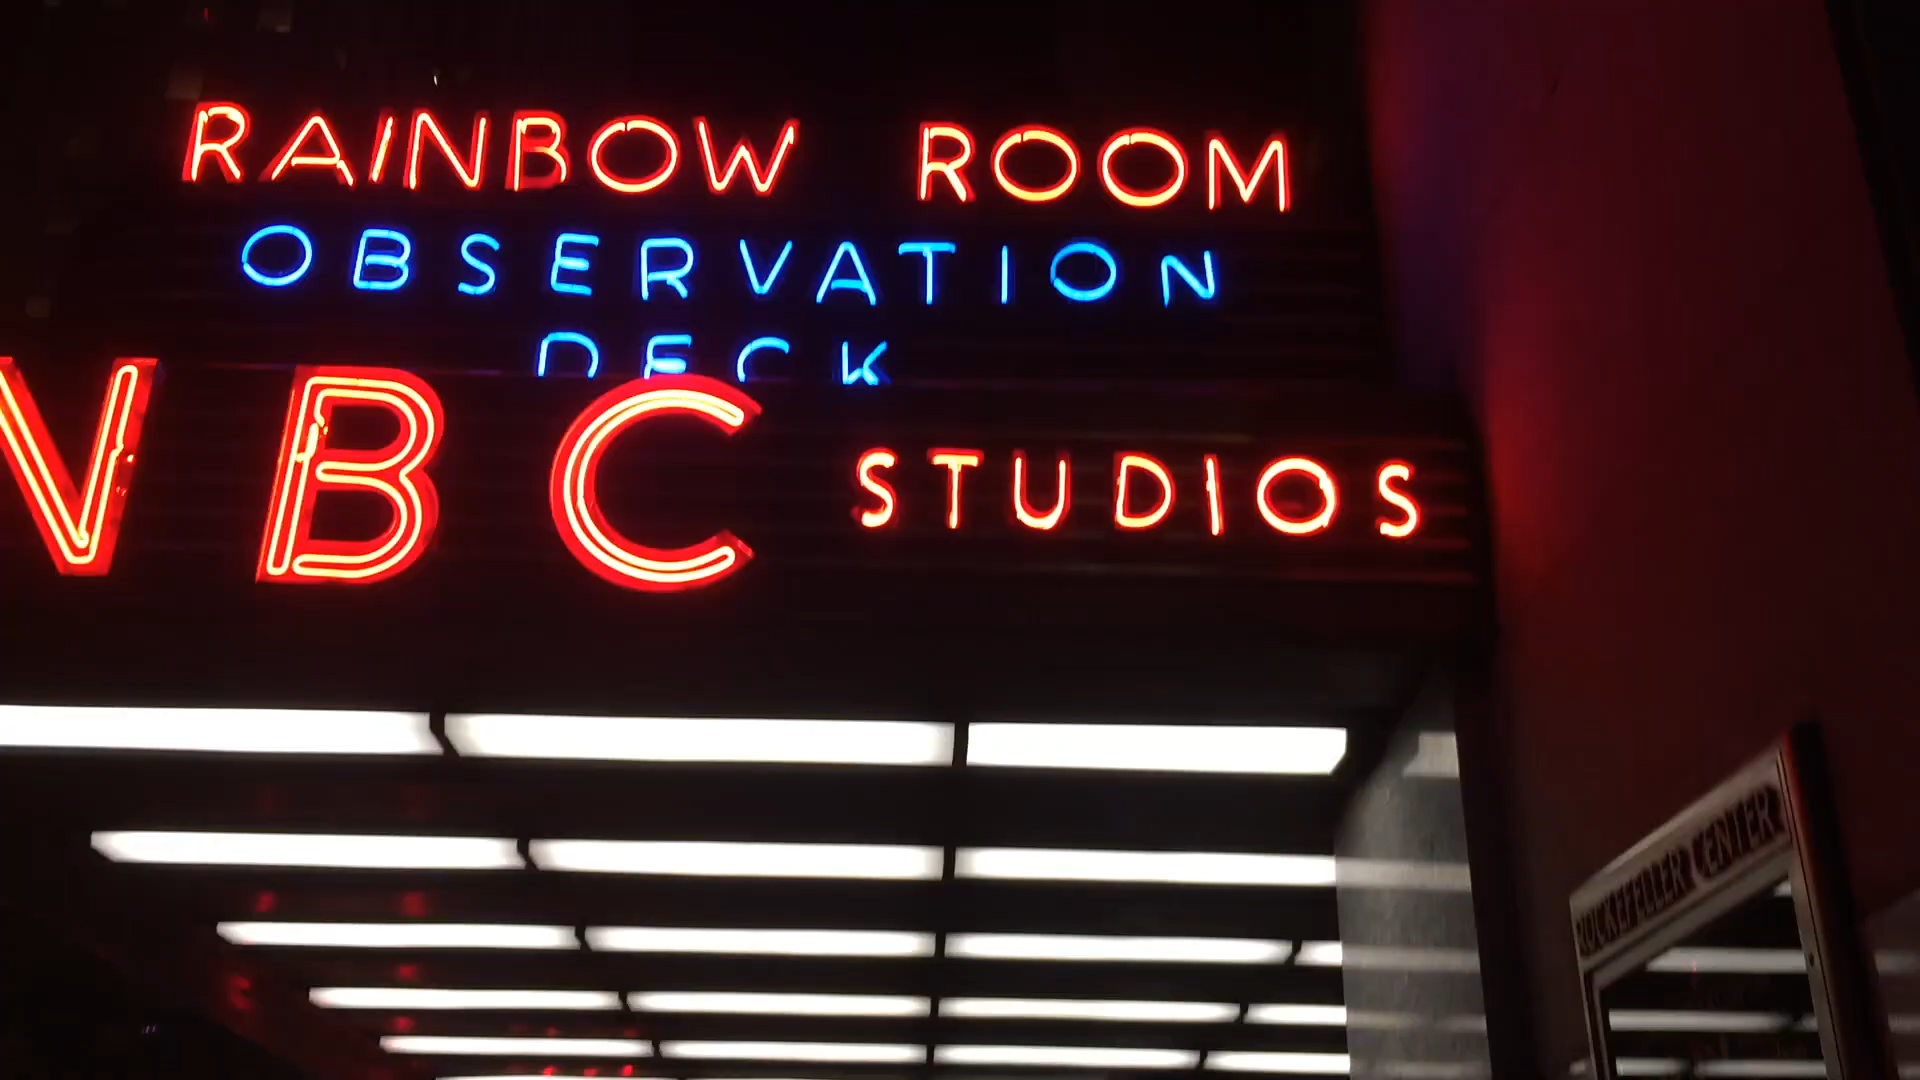 RAINBOW ROOM
OBSERVATION
DECK
NBC STUDIOS
ROCKEFELLER CENTER